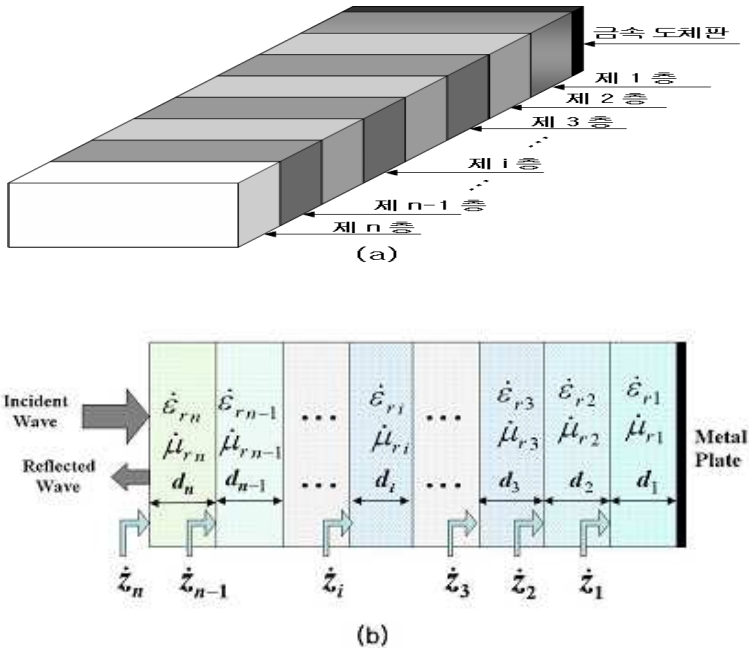 금속 도체판
제 1 층
제 2 층
제 3 층
⋯
제 i 층
⋯
제 n-1 층
제 n 층
(a)
Incident Wave
Reflected Wave
ε̇rn ε̇rn-1 ⋯ ε̇ri ⋯ ε̇r3 ε̇r2 ε̇r1
μ̇rn μ̇rn-1 μ̇ri μ̇r3 μ̇r2 μ̇r1
dn dn-1 ⋯ di ⋯ d3 d2 d1
Metal Plate
żn żn-1 żi ż3 ż2 ż1
(b)